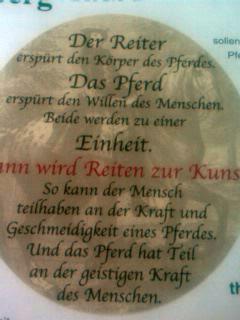 Der Reiter
sollen
erspürt den Körper des Pferdes.
Das Pferd
erspürt den Willen des Menschen.
Beide werden zu einer
Einheit.
wird Reiten zur
So kann der Mensch
teilhaben an der Kraft und
Geschmeidigkeit eines Pferdes.
Und das Pferd hat Teil
an der geistigen Kraft
des Menschen.